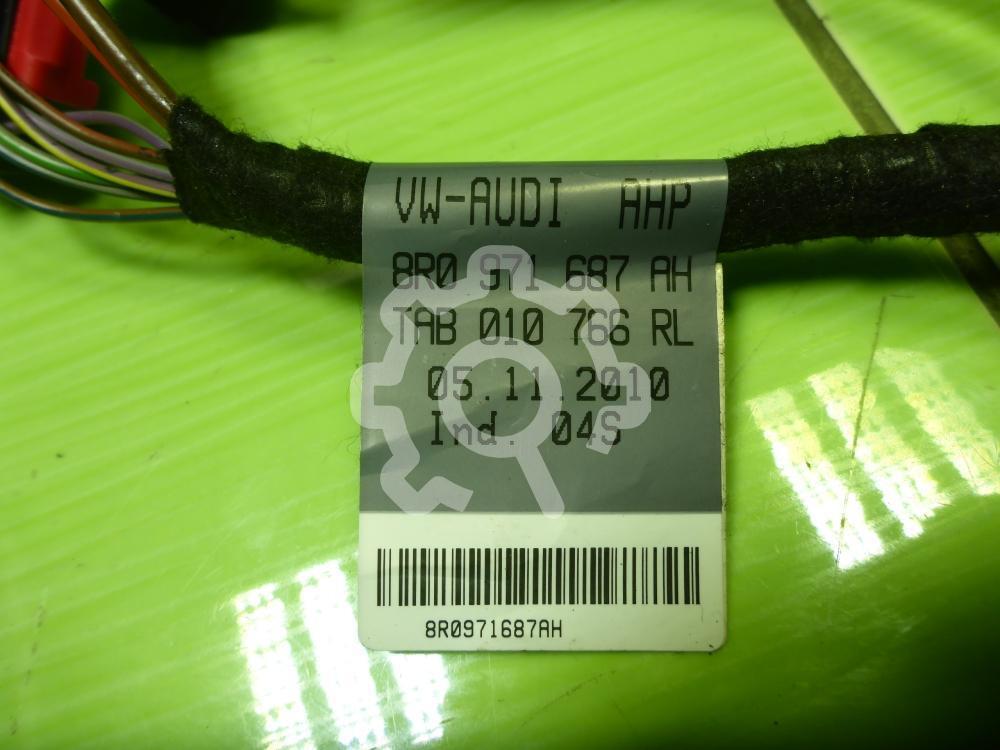 VW-AUDI AHP
8R0 971 687 AH
TAB 010 766 RL
05.11.2010
Ind. 04S
8R0971687AH